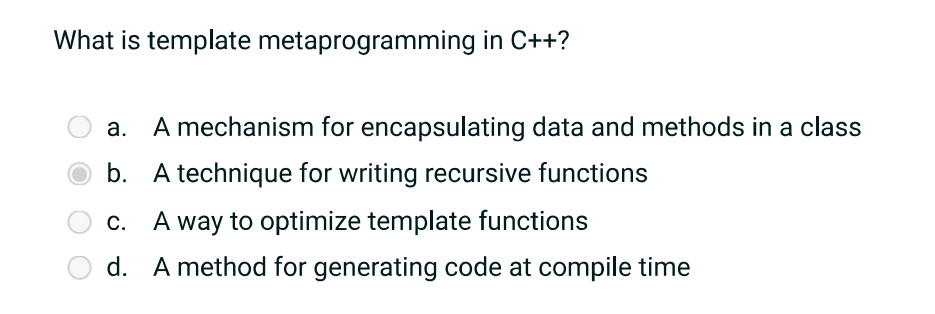 What is template metaprogramming in C++?
a. A mechanism for encapsulating data and methods in a class
b. A technique for writing recursive functions
c. A way to optimize template functions
d. A method for generating code at compile time